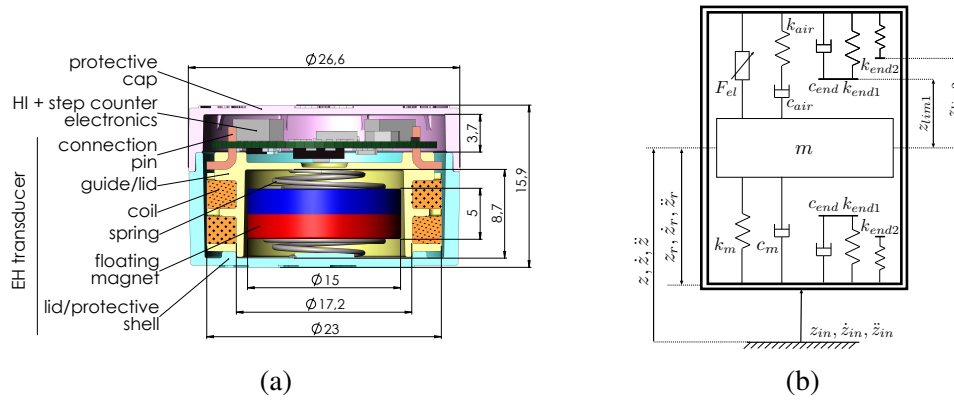 Ø26,6
protective
cap
HI + step counter
electronics
connection
pin
guide/lid
coil
spring
floating
magnet
lid/protective
shell
EH transducer
3,7
15,9
5
8,7
Ø15
Ø17,2
Ø23
(a)
k_air
F_el
c_air
c_end k_end1
k_end2
z_lim1
m
c_end k_end1
k_end2
k_m
c_m
z, ż, z̈
z_r, ż_r, z̈_r
z_in, ż_in, z̈_in
(b)